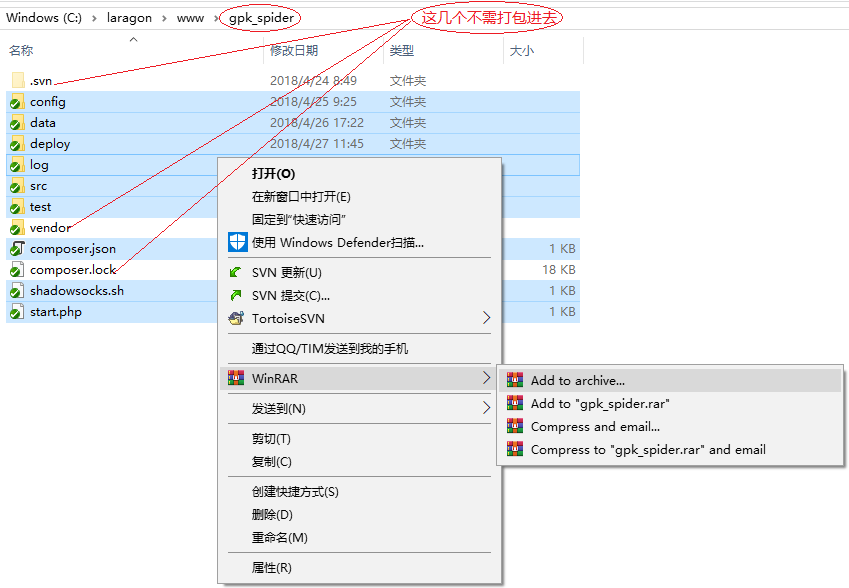 Windows (C:) › laragon › www › gpk_spider
这几个不需打包进去
名称 修改日期 类型 大小
.svn 2018/4/24 8:49 文件夹
config 2018/4/25 9:25 文件夹
data 2018/4/26 17:22 文件夹
deploy 2018/4/27 11:45 文件夹
log
src
test
vendor
composer.json 1 KB
composer.lock 18 KB
shadowsocks.sh 1 KB
start.php 1 KB
打开(O)
在新窗口中打开(E)
固定到"快速访问"
使用 Windows Defender扫描...
SVN 更新(U)
SVN 提交(C)...
TortoiseSVN
通过QQ/TIM发送到我的手机
WinRAR
发送到(N)
剪切(T)
复制(C)
创建快捷方式(S)
删除(D)
重命名(M)
属性(R)
Add to archive...
Add to "gpk_spider.rar"
Compress and email...
Compress to "gpk_spider.rar" and email